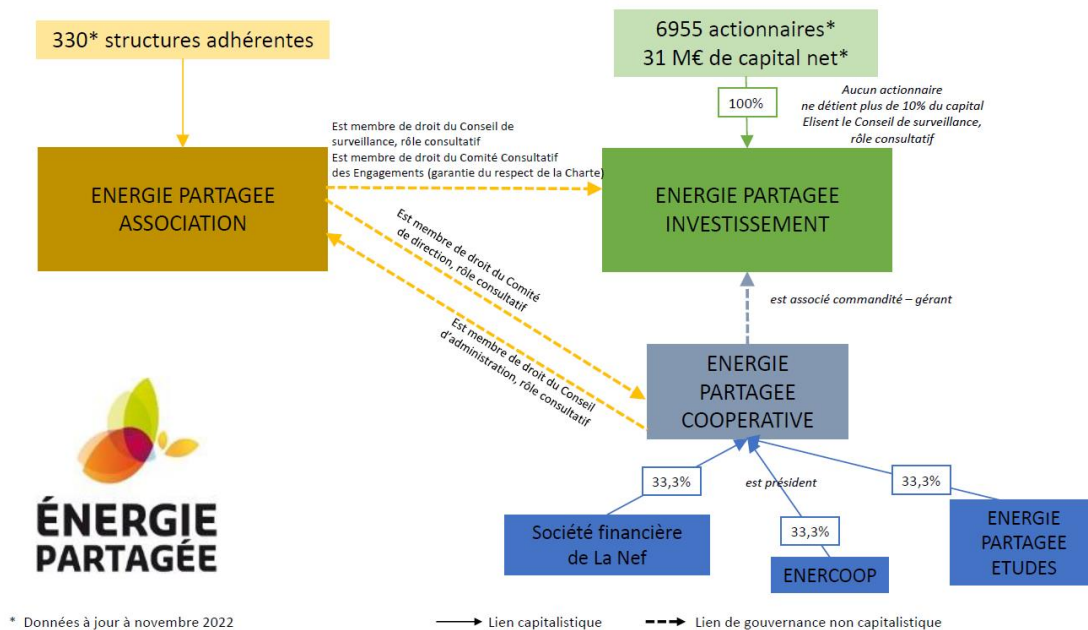 330* structures adhérentes
6955 actionnaires*
31 M€ de capital net*
100%
Aucun actionnaire
ne détient plus de 10% du capital
Elisent le Conseil de surveillance,
rôle consultatif
Est membre de droit du Conseil de
surveillance, rôle consultatif
Est membre de droit du Comité Consultatif
des Engagements (garantie du respect de la Charte)
ENERGIE PARTAGEE
ASSOCIATION
ENERGIE PARTAGEE
INVESTISSEMENT
Est membre de droit du Comité
de direction, rôle consultatif
Est membre de droit du Conseil
d'administration, rôle consultatif
est associé commandité – gérant
ENERGIE
PARTAGEE
COOPERATIVE
33,3%
est président
33,3%
33,3%
Société financière
de La Nef
ENERCOOP
ENERGIE
PARTAGEE
ETUDES
ÉNERGIE
PARTAGÉE
* Données à jour à novembre 2022
Lien capitalistique
Lien de gouvernance non capitalistique